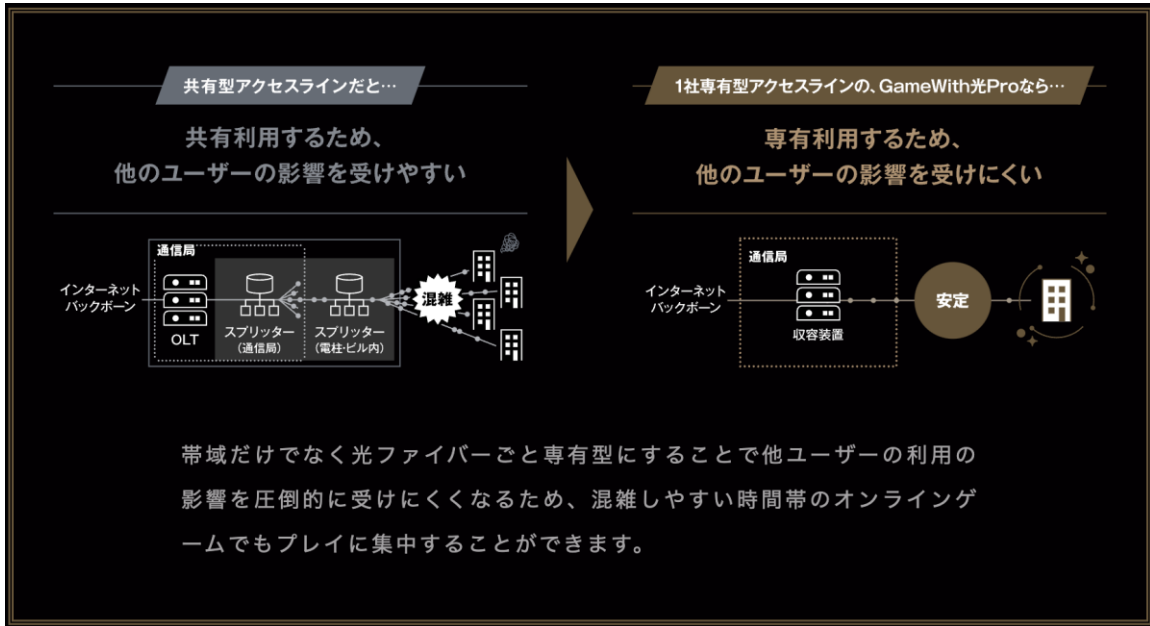 共有型アクセスラインだと…
共有利用するため、
他のユーザーの影響を受けやすい
通信局
インターネット
バックボーン
OLT
スプリッター
(通信局)
スプリッター
(電柱・ビル内)
混雑
1社専有型アクセスラインの、GameWith光Proなら…
専有利用するため、
他のユーザーの影響を受けにくい
通信局
インターネット
バックボーン
収容装置
安定
帯域だけでなく光ファイバーごと専有型にすることで他ユーザーの利用の
影響を圧倒的に受けにくくなるため、混雑しやすい時間帯のオンラインゲ
ームでもプレイに集中することができます。